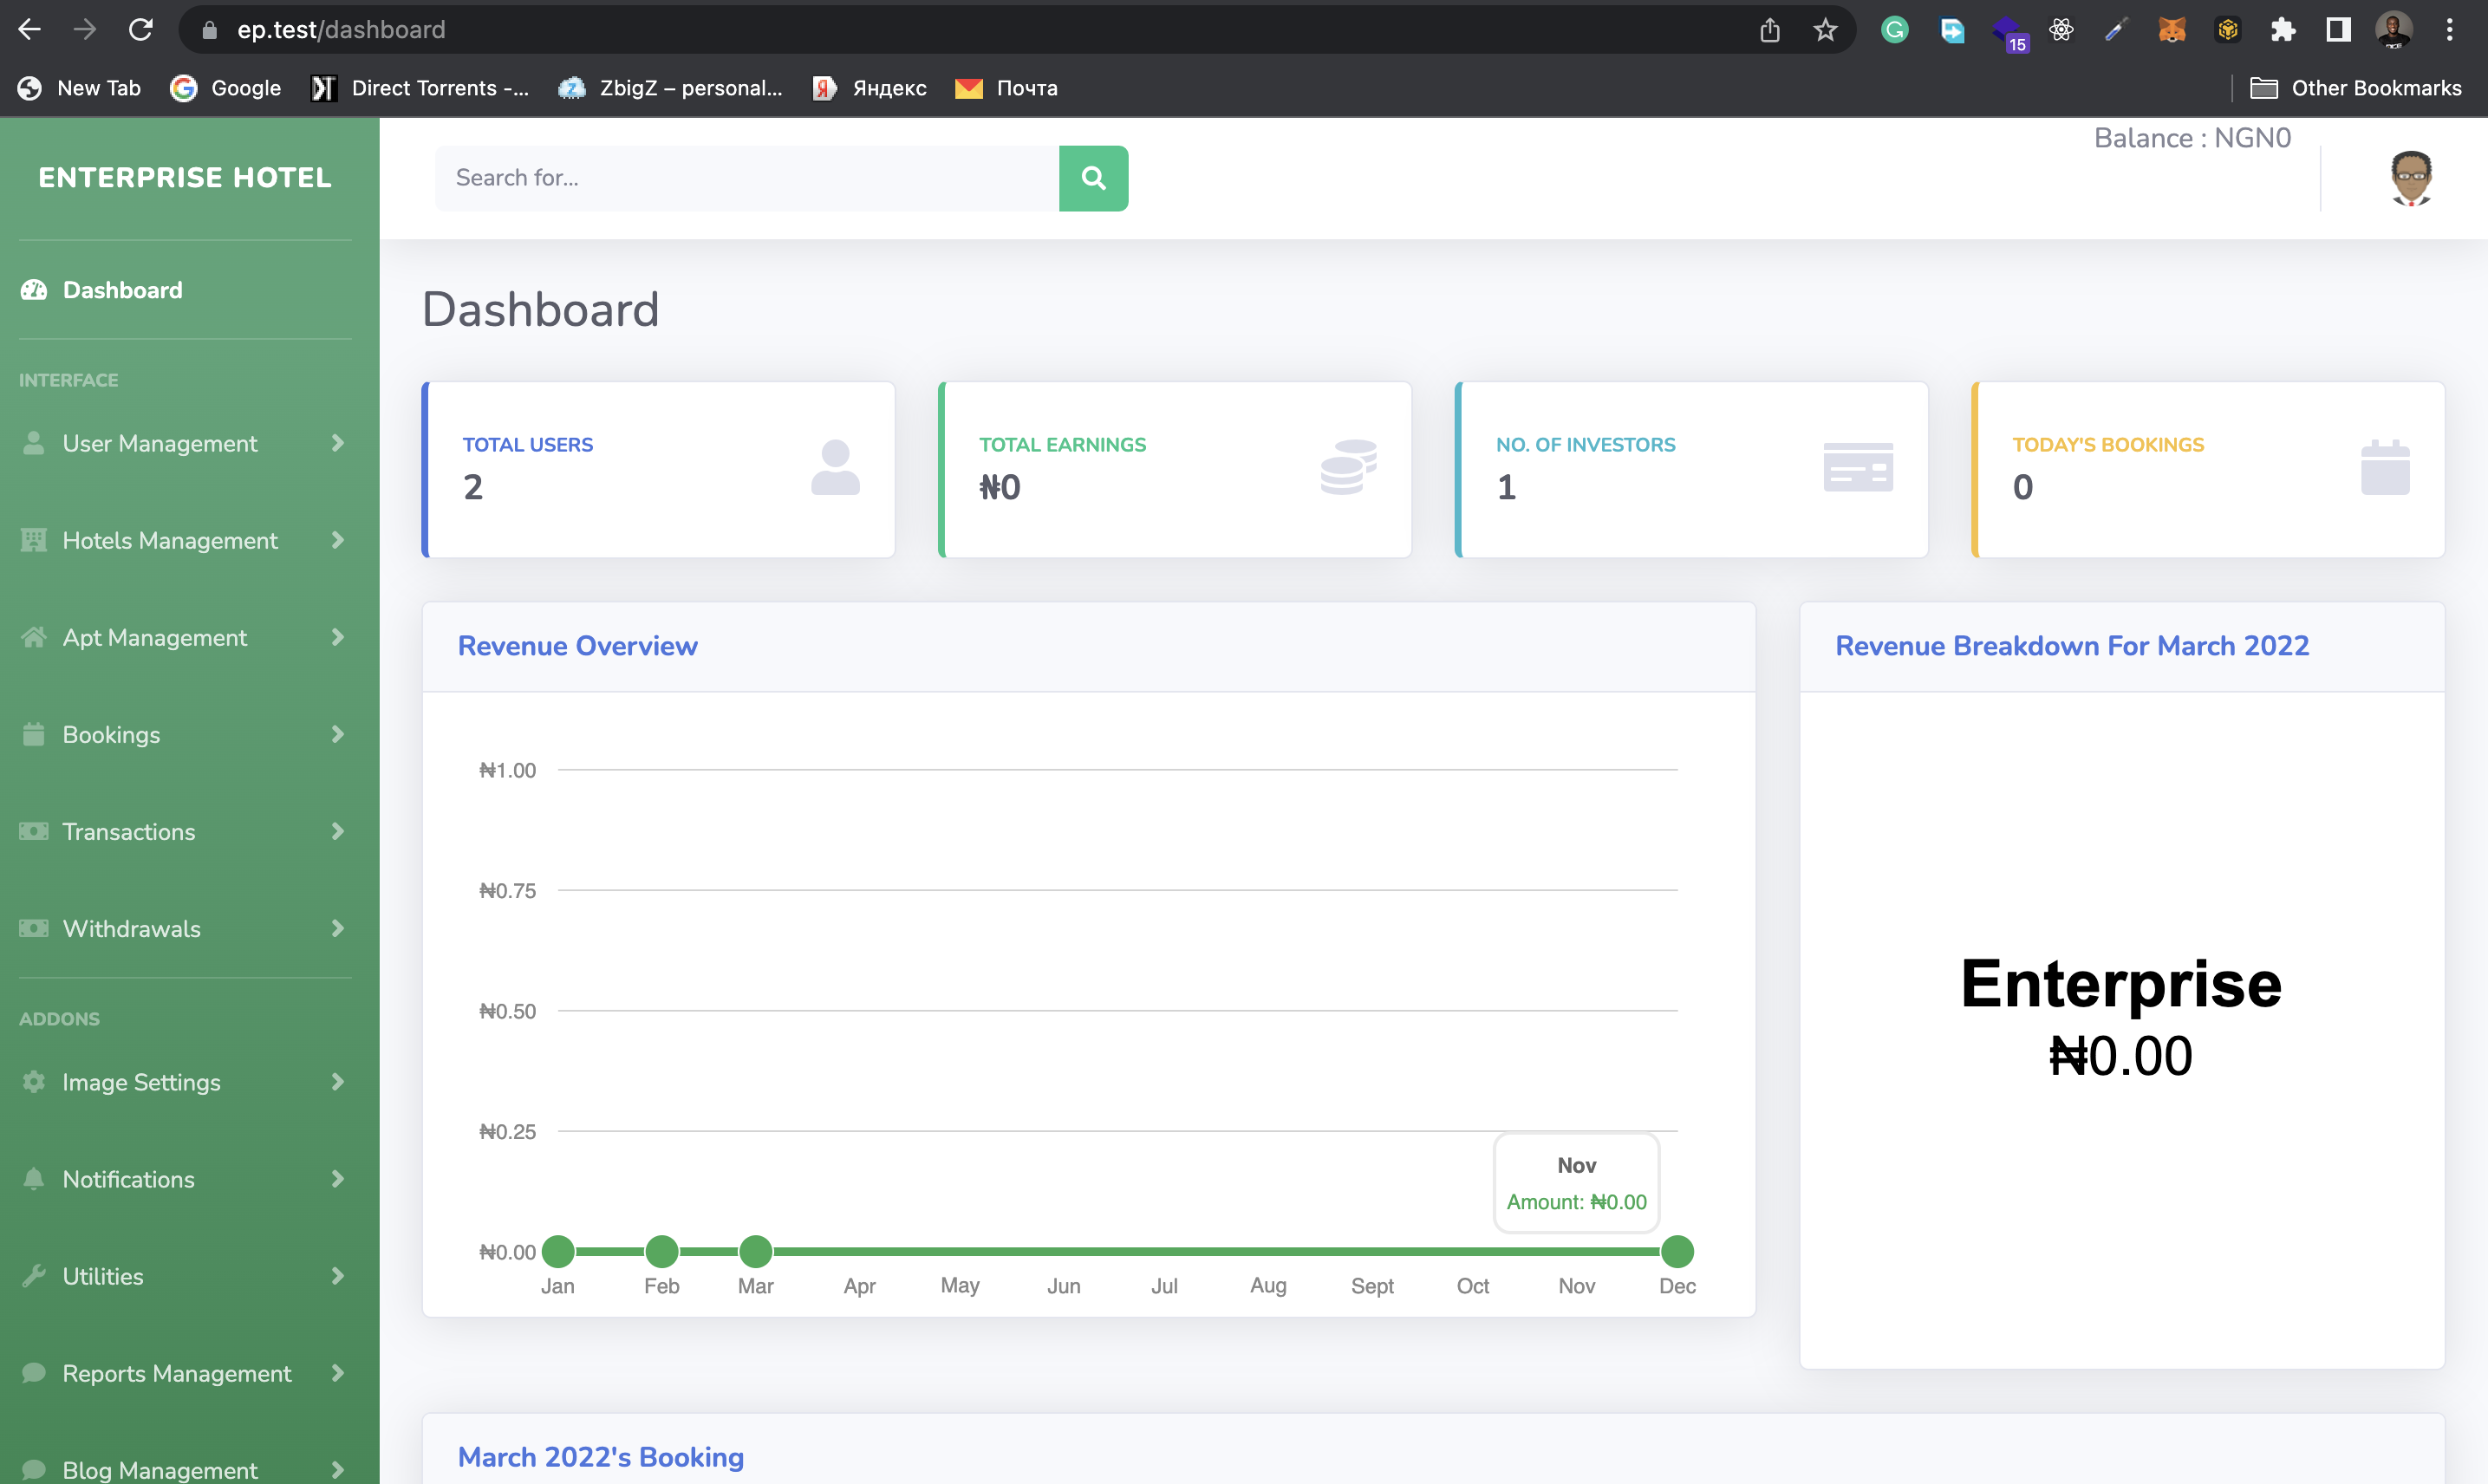 ep.test/dashboard
15
New Tab
Google
Direct Torrents -...
ZbigZ – personal...
Яндекс
Почта
Other Bookmarks
ENTERPRISE HOTEL
Search for...
Balance : NGN0
Dashboard
INTERFACE
User Management
Hotels Management
Apt Management
Bookings
Transactions
Withdrawals
ADDONS
Image Settings
Notifications
Utilities
Reports Management
Blog Management
Dashboard
TOTAL USERS
2
TOTAL EARNINGS
₦0
NO. OF INVESTORS
1
TODAY'S BOOKINGS
0
Revenue Overview
₦1.00
₦0.75
₦0.50
₦0.25
₦0.00
Nov
Amount: ₦0.00
Jan Feb Mar Apr May Jun Jul Aug Sept Oct Nov Dec
Revenue Breakdown For March 2022
Enterprise
₦0.00
March 2022's Booking